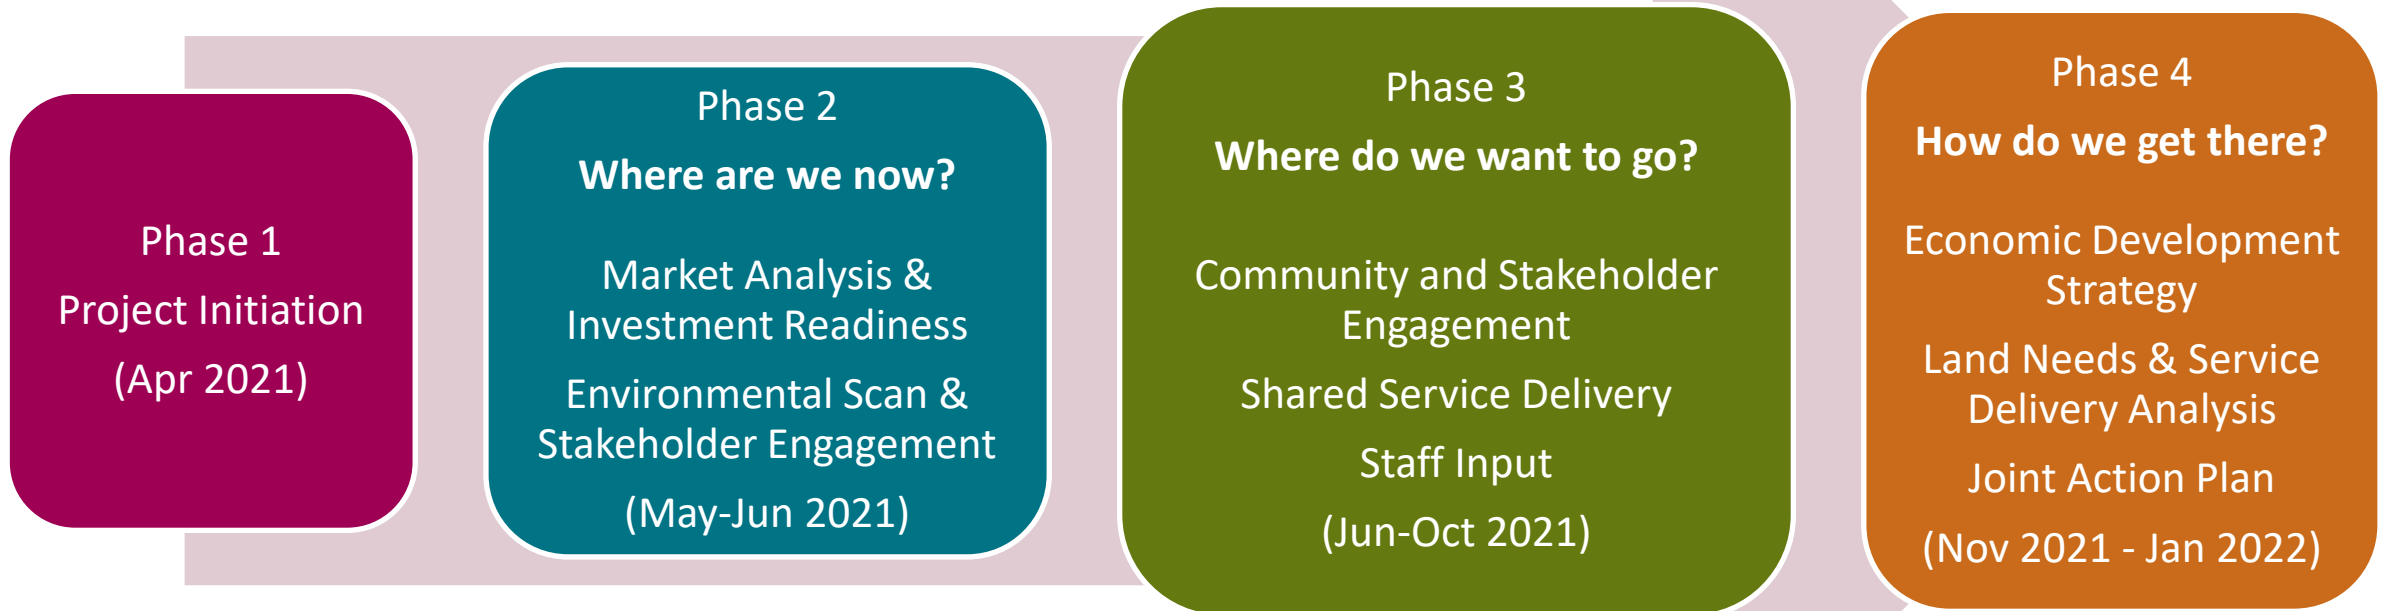 Phase 1
Project Initiation
(Apr 2021)
Phase 2
Where are we now?
Market Analysis &
Investment Readiness
Environmental Scan &
Stakeholder Engagement
(May-Jun 2021)
Phase 3
Where do we want to go?
Community and Stakeholder
Engagement
Shared Service Delivery
Staff Input
(Jun-Oct 2021)
Phase 4
How do we get there?
Economic Development
Strategy
Land Needs & Service
Delivery Analysis
Joint Action Plan
(Nov 2021 - Jan 2022)